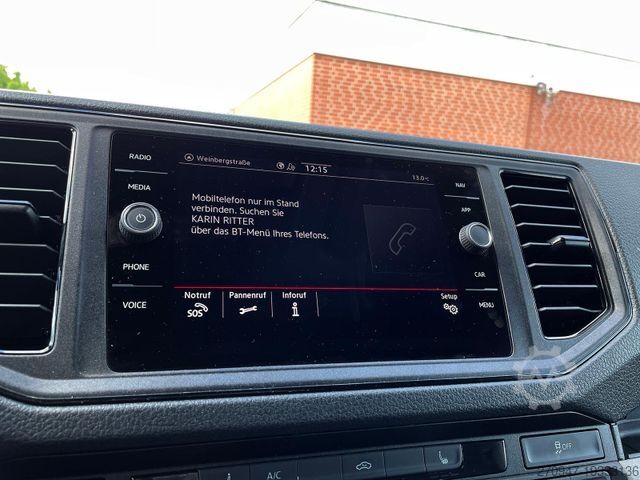 RADIO
MEDIA
PHONE
VOICE
Weinbergstraße
12:15
13.0°C
Mobiltelefon nur im Stand
verbinden. Suchen Sie
KARIN RITTER
über das BT-Menü Ihres Telefons.
Notruf
SOS
Pannenruf
Inforuf
Setup
NAV
APP
CAR
MENU
A/C
OFF